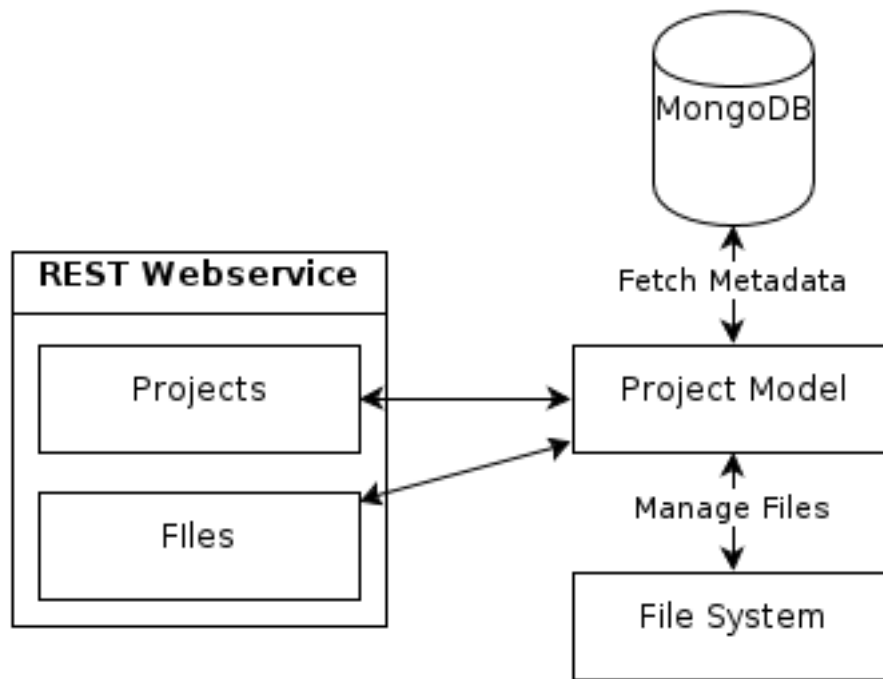 MongoDB
Fetch Metadata
REST Webservice
Projects
Project Model
Manage Files
FIles
File System